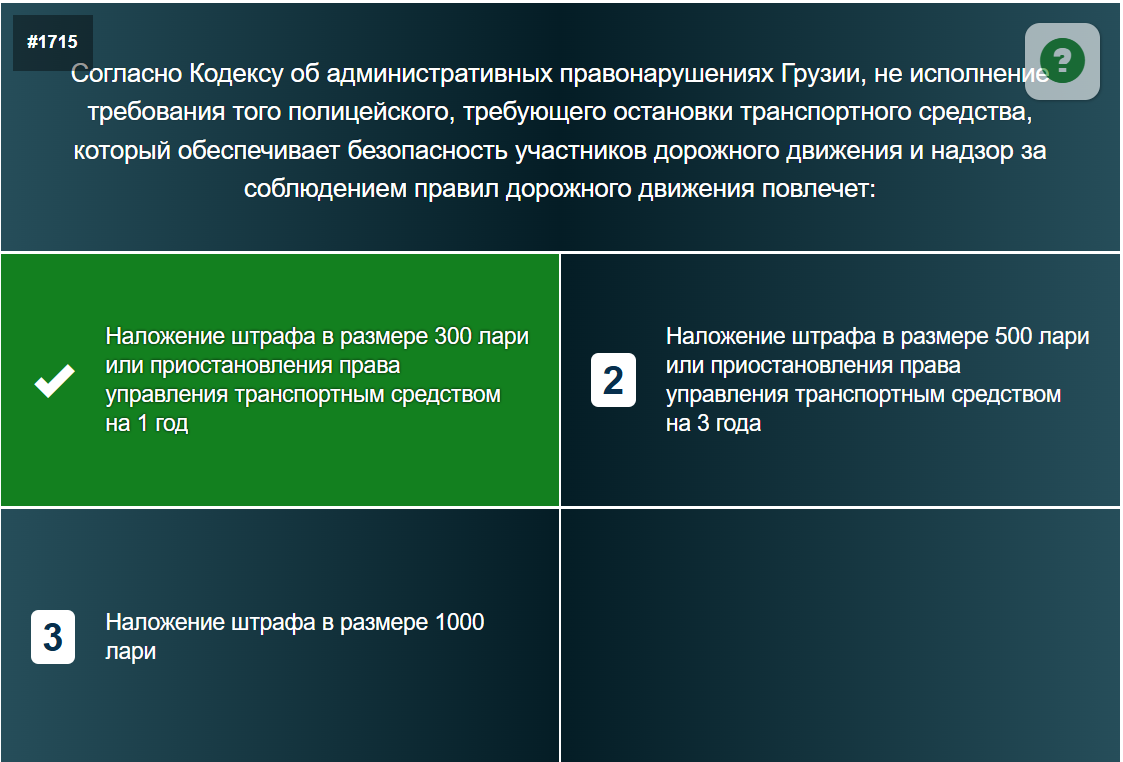 #1715
?
Согласно Кодексу об административных правонарушениях Грузии, не исполнение
требования того полицейского, требующего остановки транспортного средства,
который обеспечивает безопасность участников дорожного движения и надзор за
соблюдением правил дорожного движения повлечет:
Наложение штрафа в размере 300 лари
или приостановления права
управления транспортным средством
на 1 год
2
Наложение штрафа в размере 500 лари
или приостановления права
управления транспортным средством
на 3 года
3
Наложение штрафа в размере 1000
лари